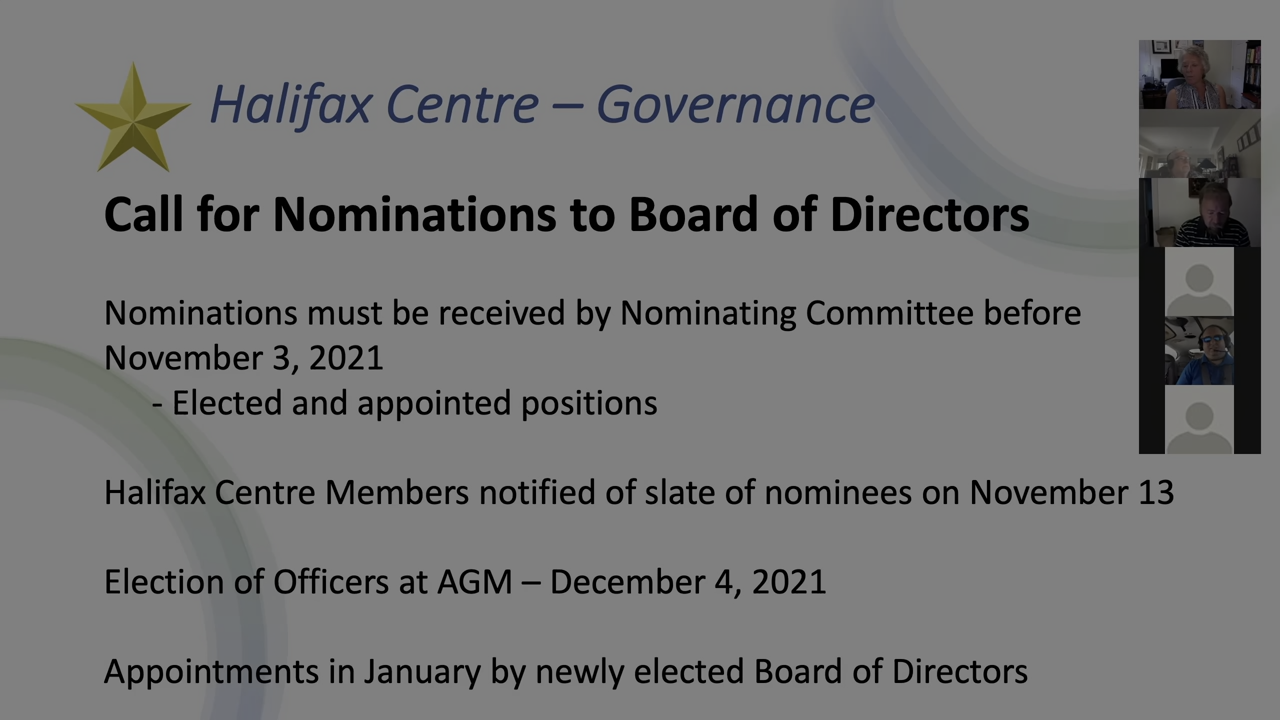 Halifax Centre – Governance
Call for Nominations to Board of Directors
Nominations must be received by Nominating Committee before
November 3, 2021
- Elected and appointed positions
Halifax Centre Members notified of slate of nominees on November 13
Election of Officers at AGM – December 4, 2021
Appointments in January by newly elected Board of Directors